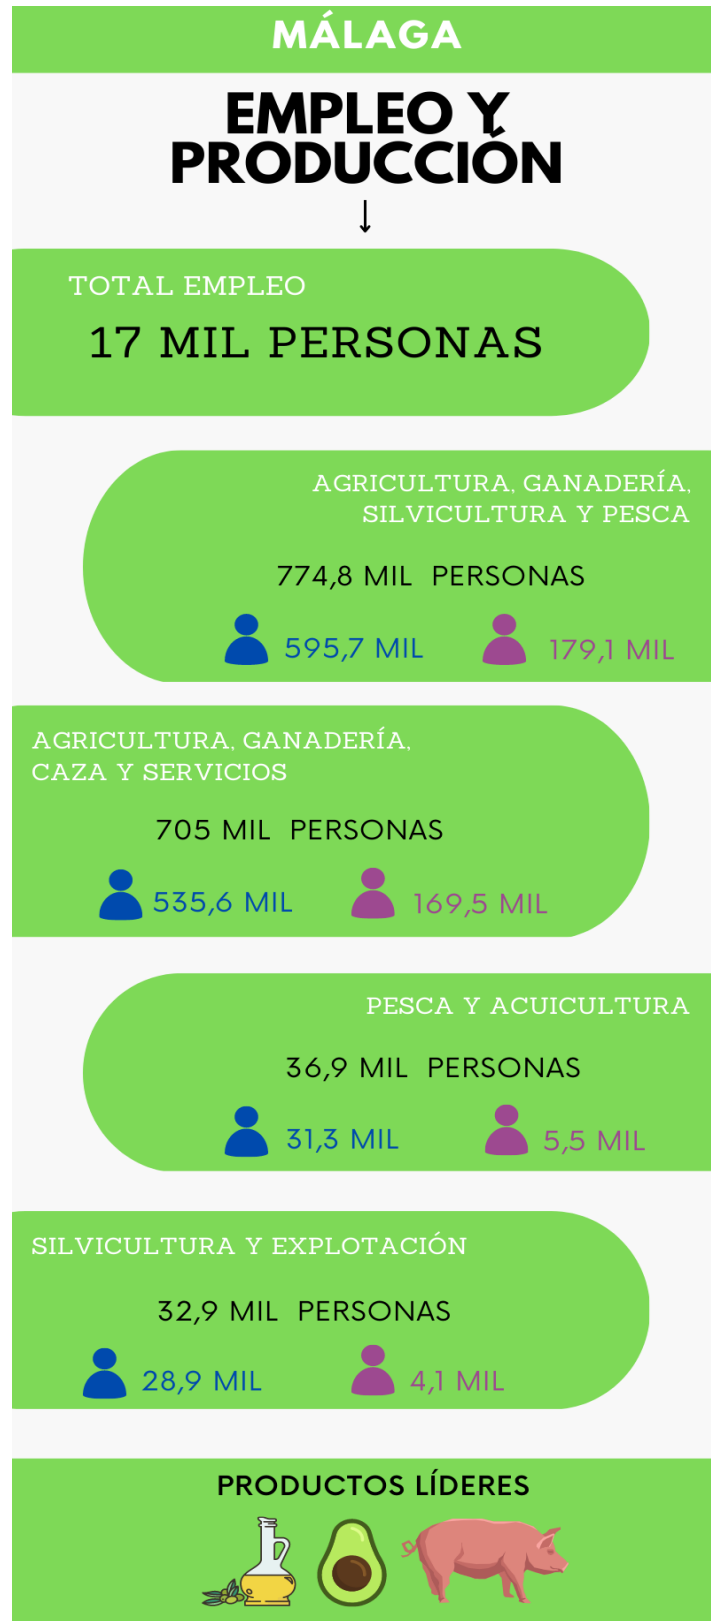 MÁLAGA
EMPLEO Y
PRODUCCIÓN
TOTAL EMPLEO
17 MIL PERSONAS
AGRICULTURA, GANADERÍA,
SILVICULTURA Y PESCA
774,8 MIL PERSONAS
595,7 MIL 179,1 MIL
AGRICULTURA, GANADERÍA,
CAZA Y SERVICIOS
705 MIL PERSONAS
535,6 MIL 169,5 MIL
PESCA Y ACUICULTURA
36,9 MIL PERSONAS
31,3 MIL 5,5 MIL
SILVICULTURA Y EXPLOTACIÓN
32,9 MIL PERSONAS
28,9 MIL 4,1 MIL
PRODUCTOS LÍDERES